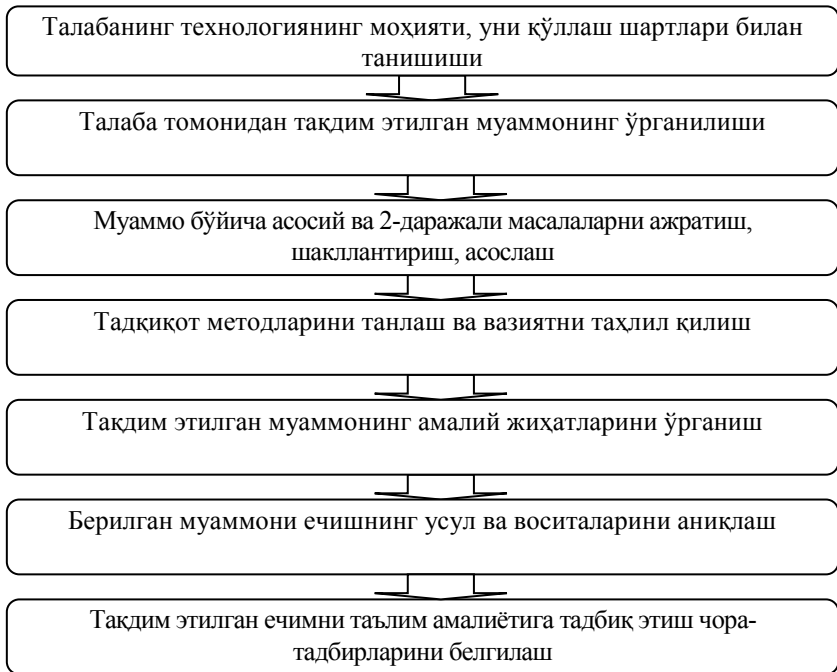 Талабанинг технологиянинг моҳияти, уни қўллаш шартлари билан
танишиши
Талаба томонидан тақдим этилган муаммонинг ўрганилиши
Муаммо бўйича асосий ва 2-даражали масалаларни ажратиш,
шакллантириш, асослаш
Тадқиқот методларини танлаш ва вазиятни таҳлил қилиш
Тақдим этилган муаммонинг амалий жиҳатларини ўрганиш
Берилган муаммони ечишнинг усул ва воситаларини аниқлаш
Тақдим этилган ечимни таълим амалиётига тадбиқ этиш чора-
тадбирларини белгилаш